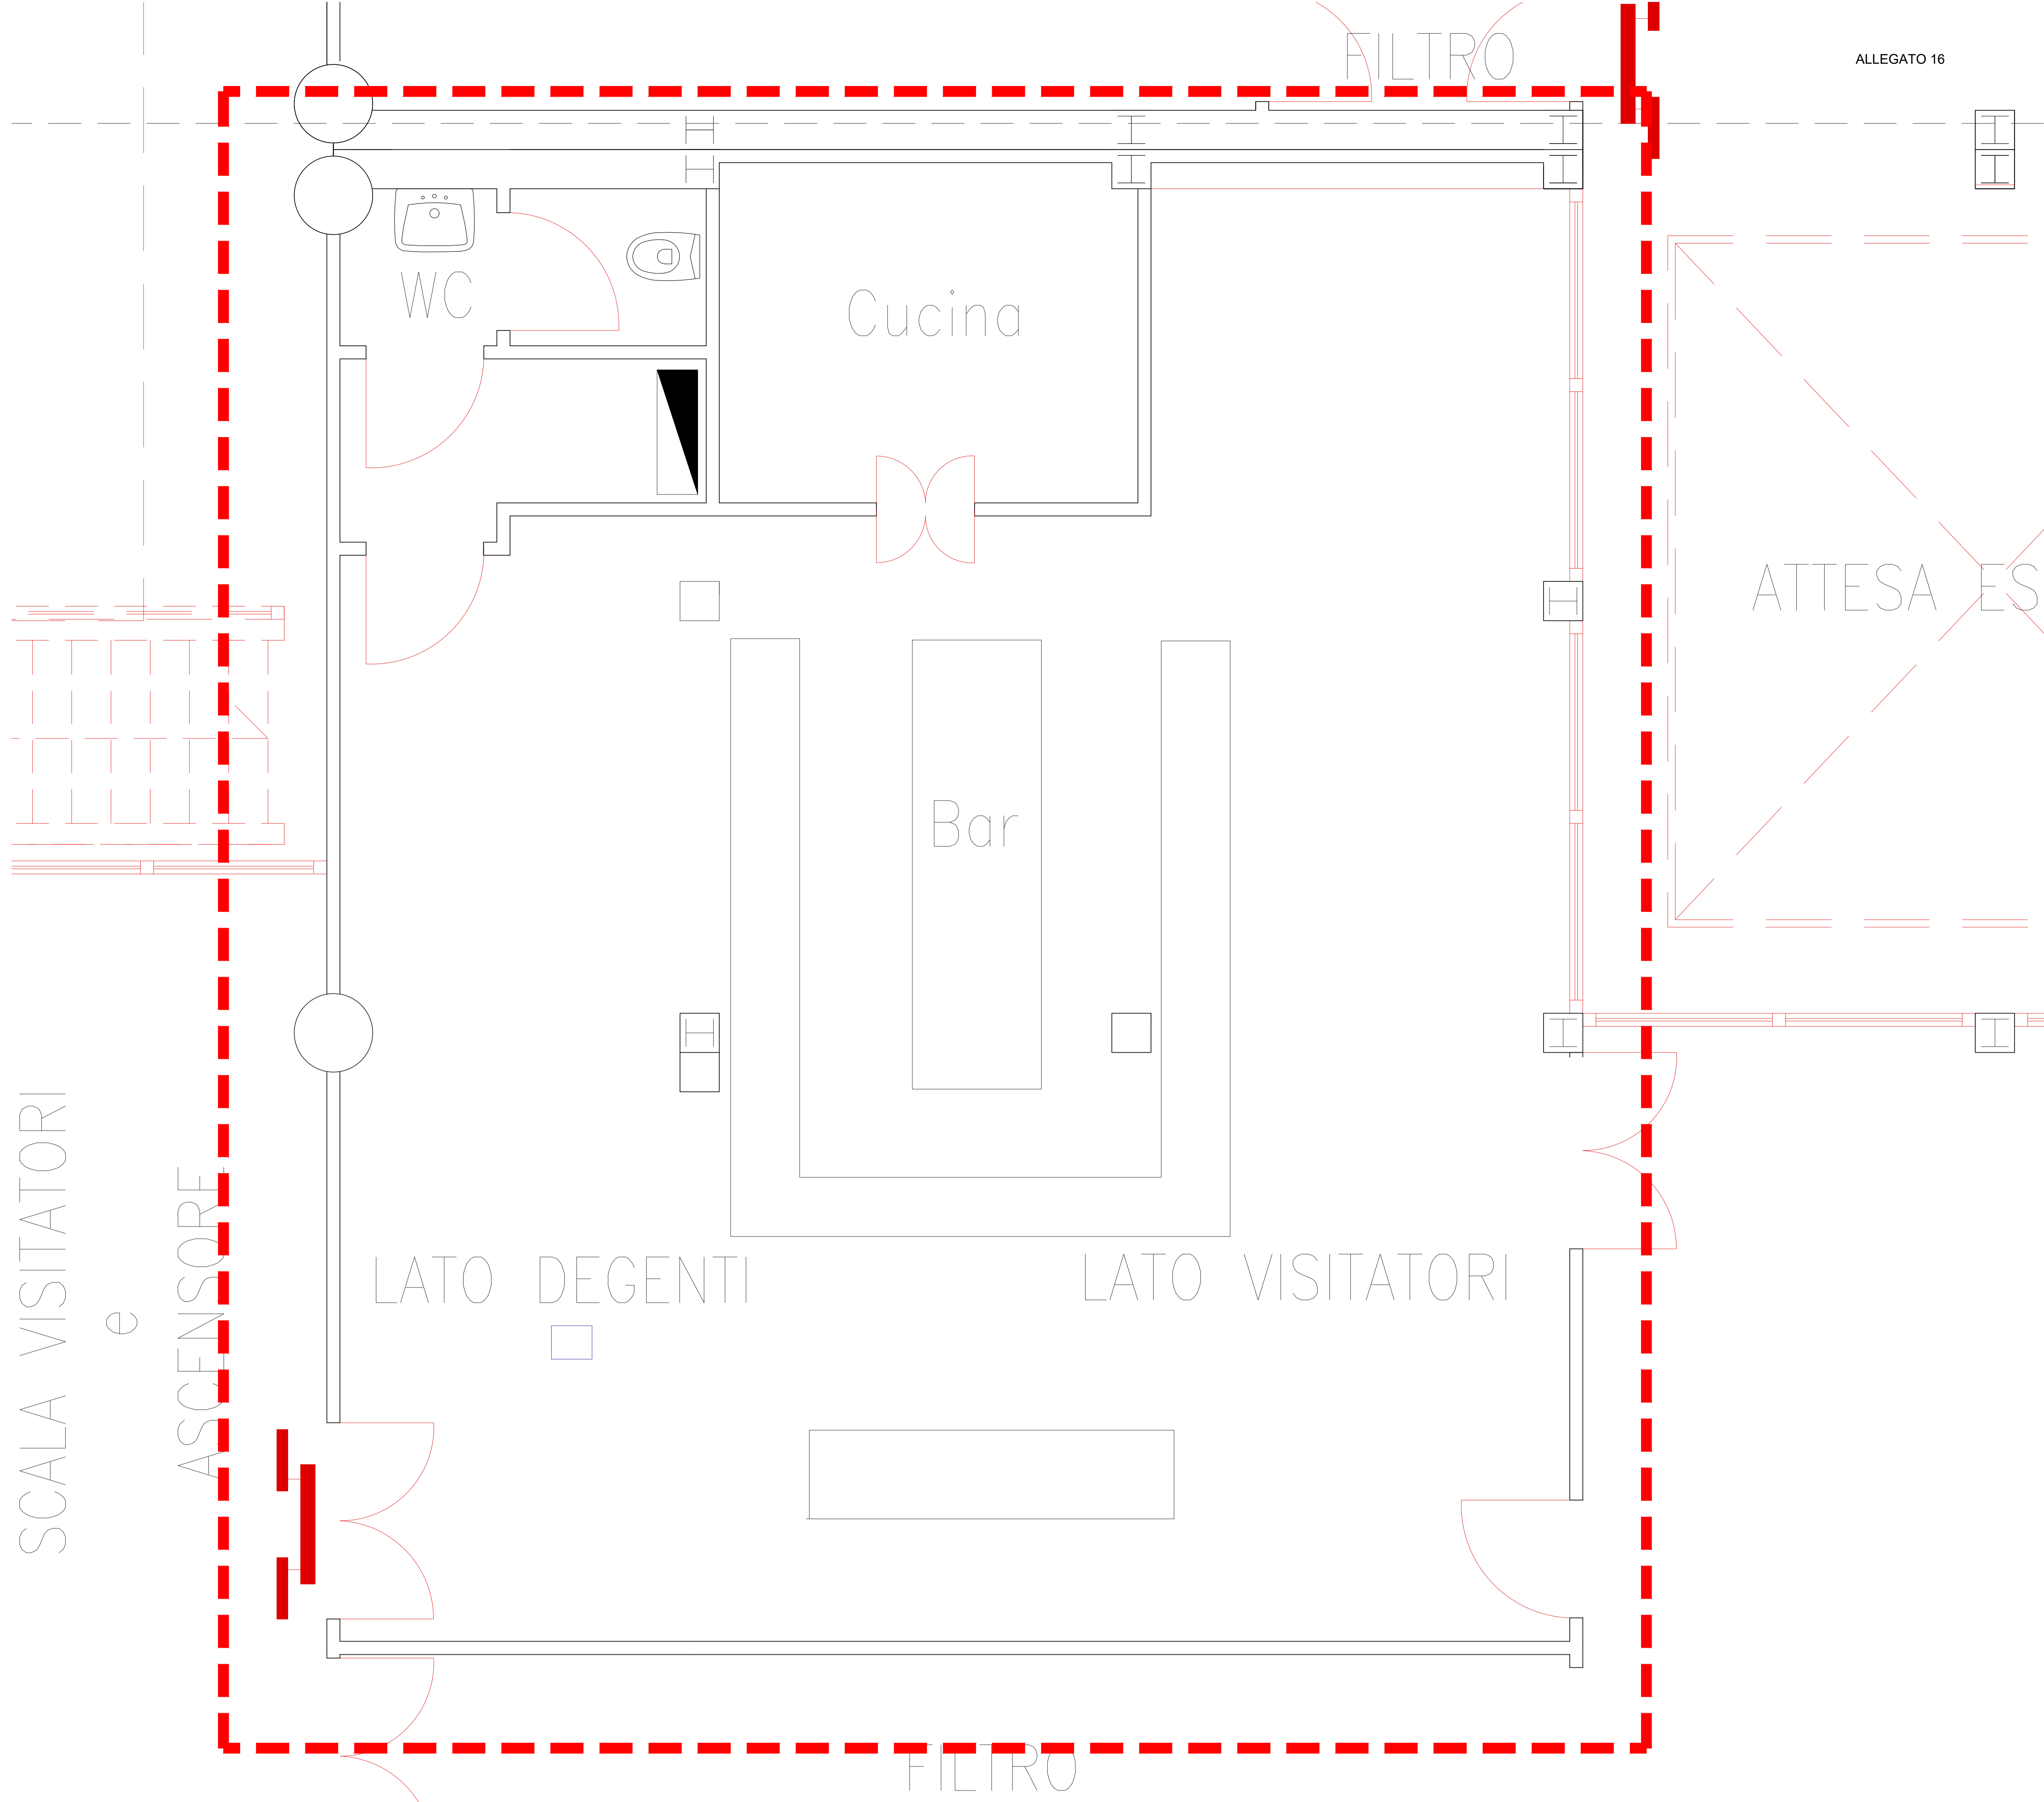 FILTRO
ALLEGATO 16
WC
Cucina
ATTESA ES
Bar
SCALA VISITATORI
e
ASCENSORE
LATO DEGENTI
LATO VISITATORI
FILTRO